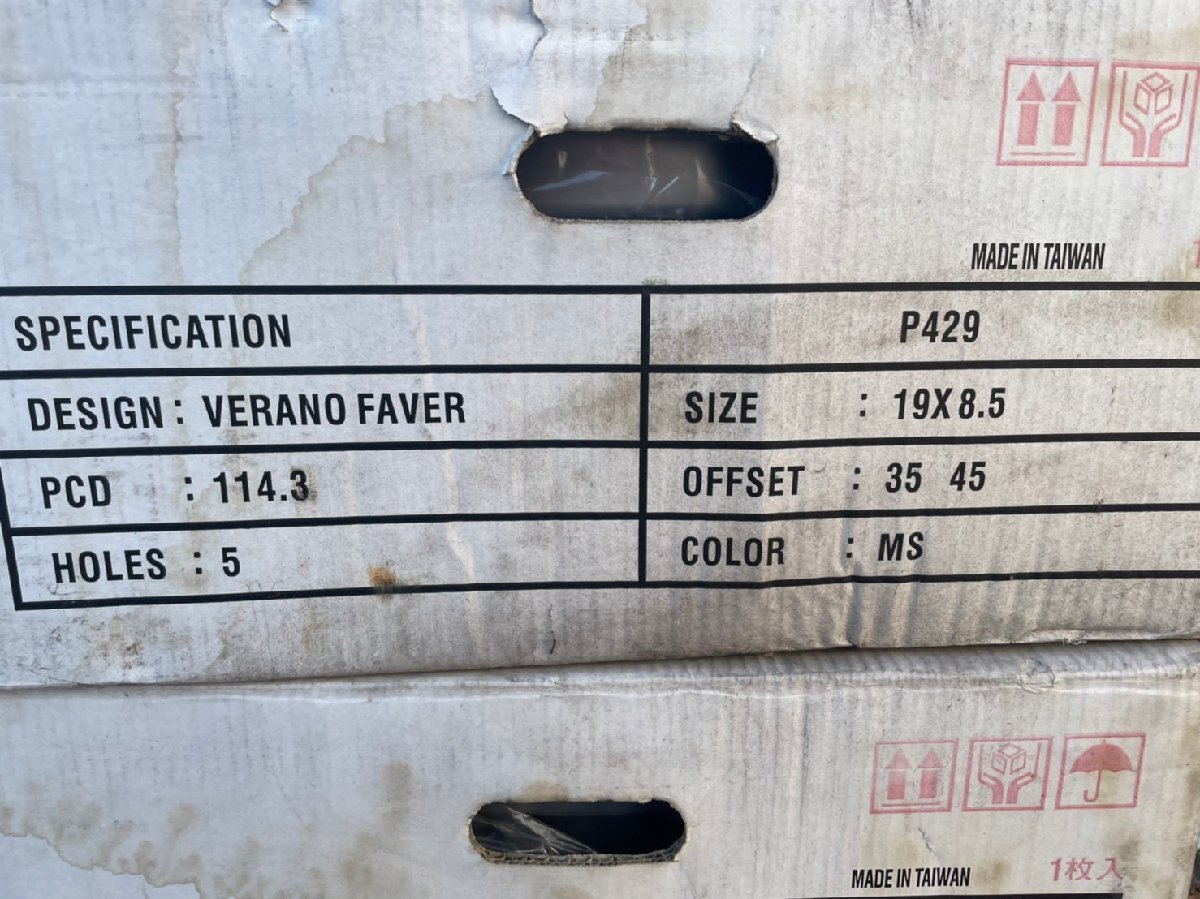 MADE IN TAIWAN
SPECIFICATION P429
DESIGN : VERANO FAVER SIZE : 19X8.5
PCD : 114.3 OFFSET : 35 45
HOLES : 5 COLOR : MS
MADE IN TAIWAN 1枚入